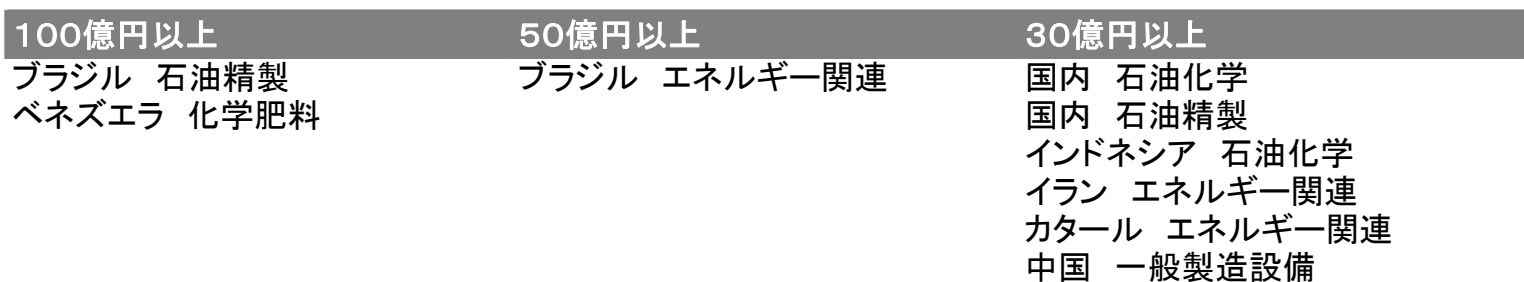 １００億円以上　５０億円以上　３０億円以上
ブラジル　石油精製　ブラジル　エネルギー関連　国内　石油化学
ベネズエラ　化学肥料　国内　石油精製
インドネシア　石油化学
イラン　エネルギー関連
カタール　エネルギー関連
中国　一般製造設備